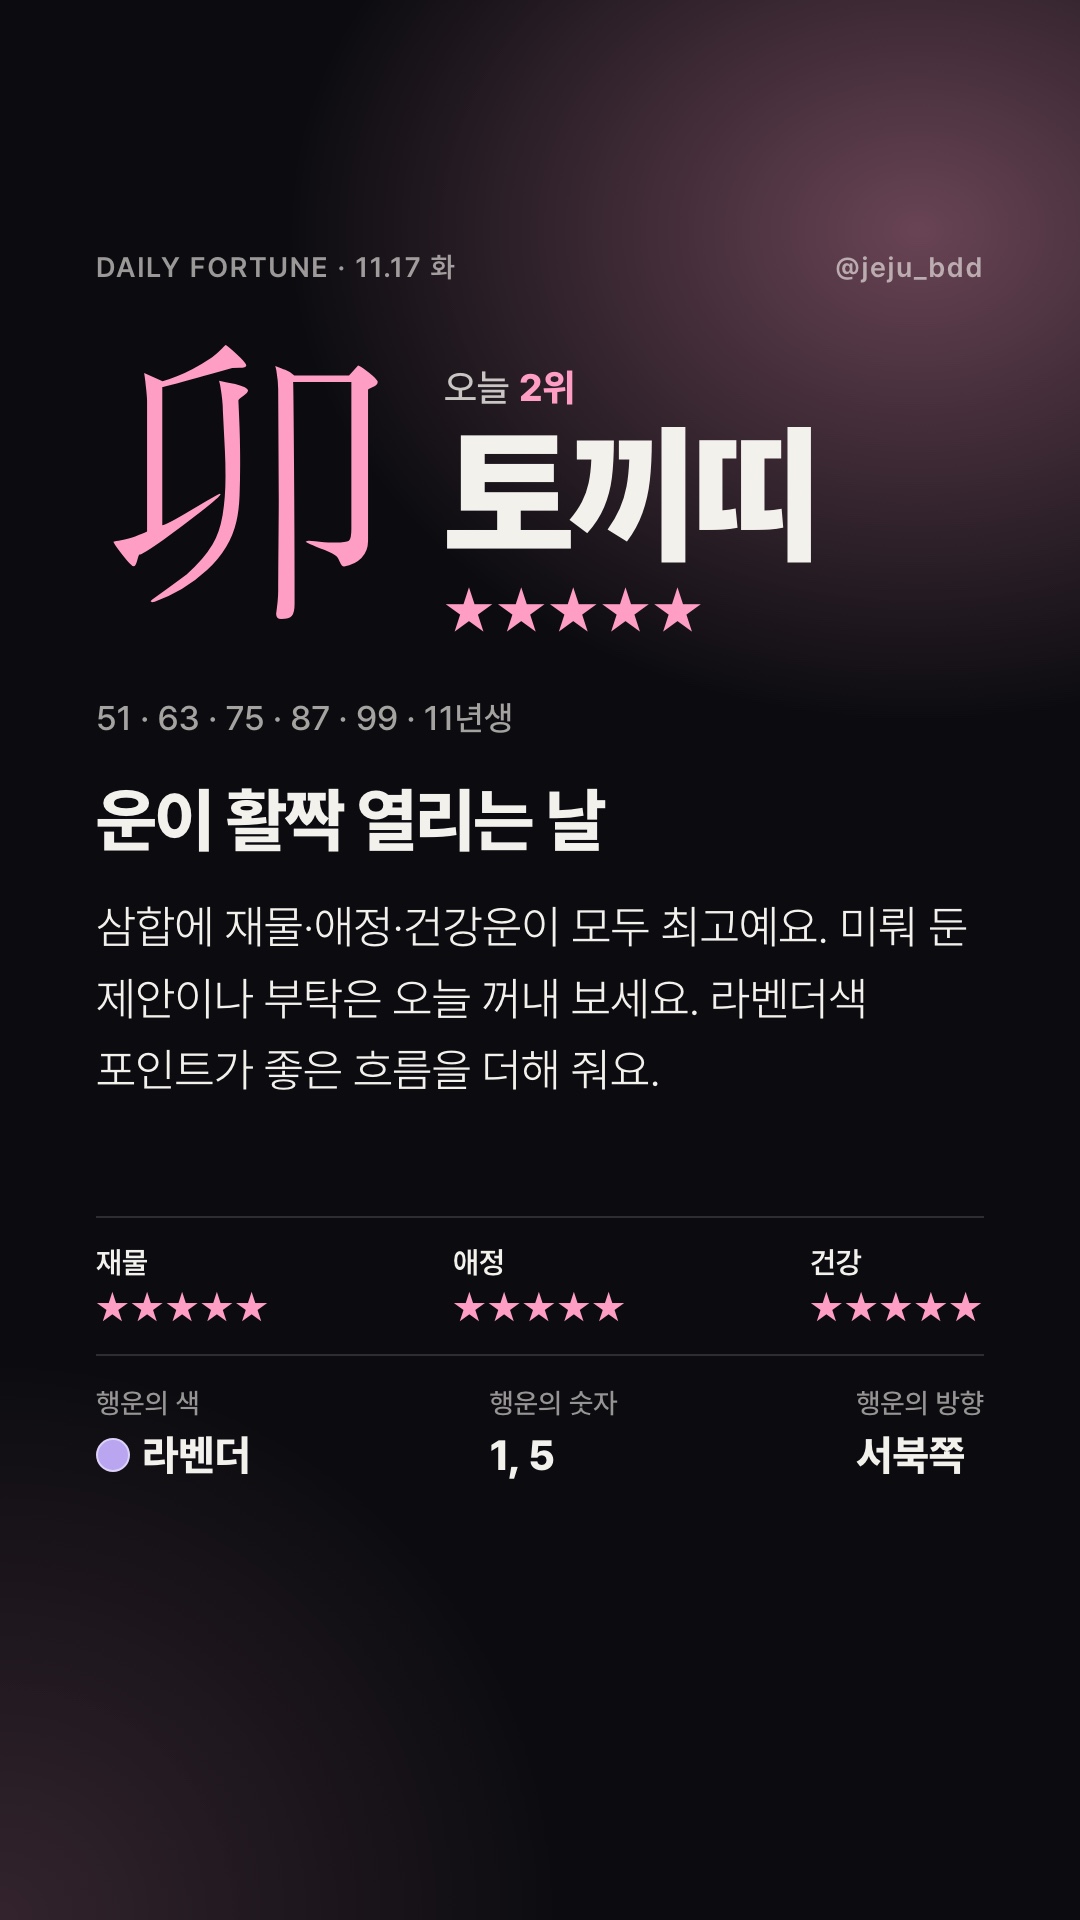 DAILY FORTUNE · 11.17 화
@jeju_bdd
卯
오늘 2위
토끼띠
★★★★★
51 · 63 · 75 · 87 · 99 · 11년생
운이 활짝 열리는 날
삼합에 재물·애정·건강운이 모두 최고예요. 미뤄 둔
제안이나 부탁은 오늘 꺼내 보세요. 라벤더색
포인트가 좋은 흐름을 더해 줘요.
재물 애정 건강
★★★★★ ★★★★★ ★★★★★
행운의 색 행운의 숫자 행운의 방향
라벤더 1, 5 서북쪽